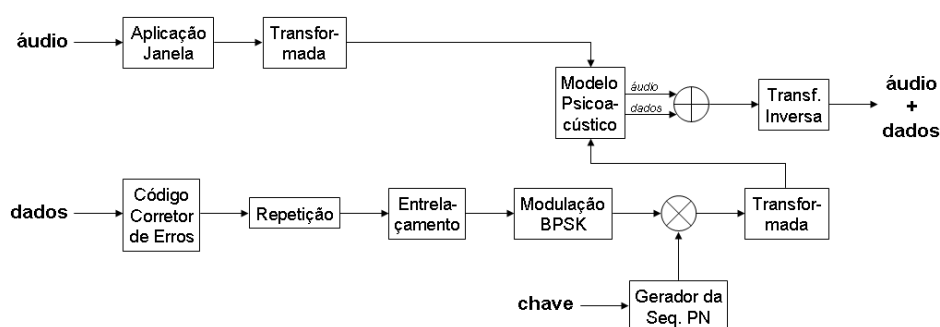 áudio
Aplicação
Janela
Transfor-
mada
Modelo
Psicoa-
cústico
áudio
dados
Transf.
Inversa
áudio
+
dados
dados
Código
Corretor
de Erros
Repetição
Entrela-
çamento
Modulação
BPSK
Transfor-
mada
chave
Gerador da
Seq. PN